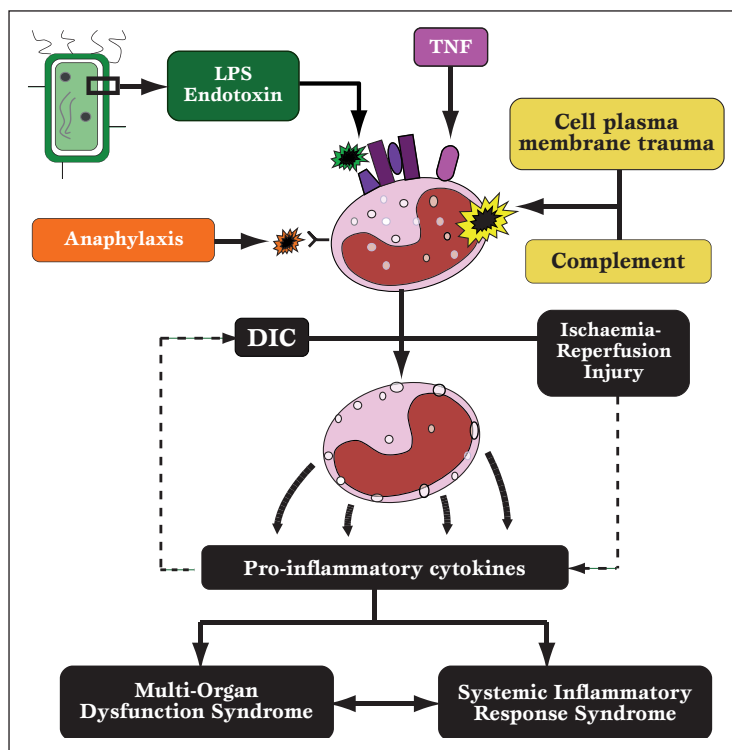 LPS
Endotoxin
TNF
Cell plasma
membrane trauma
Anaphylaxis
Complement
DIC
Ischaemia-
Reperfusion
Injury
Pro-inflammatory cytokines
Multi-Organ
Dysfunction Syndrome
Systemic Inflammatory
Response Syndrome